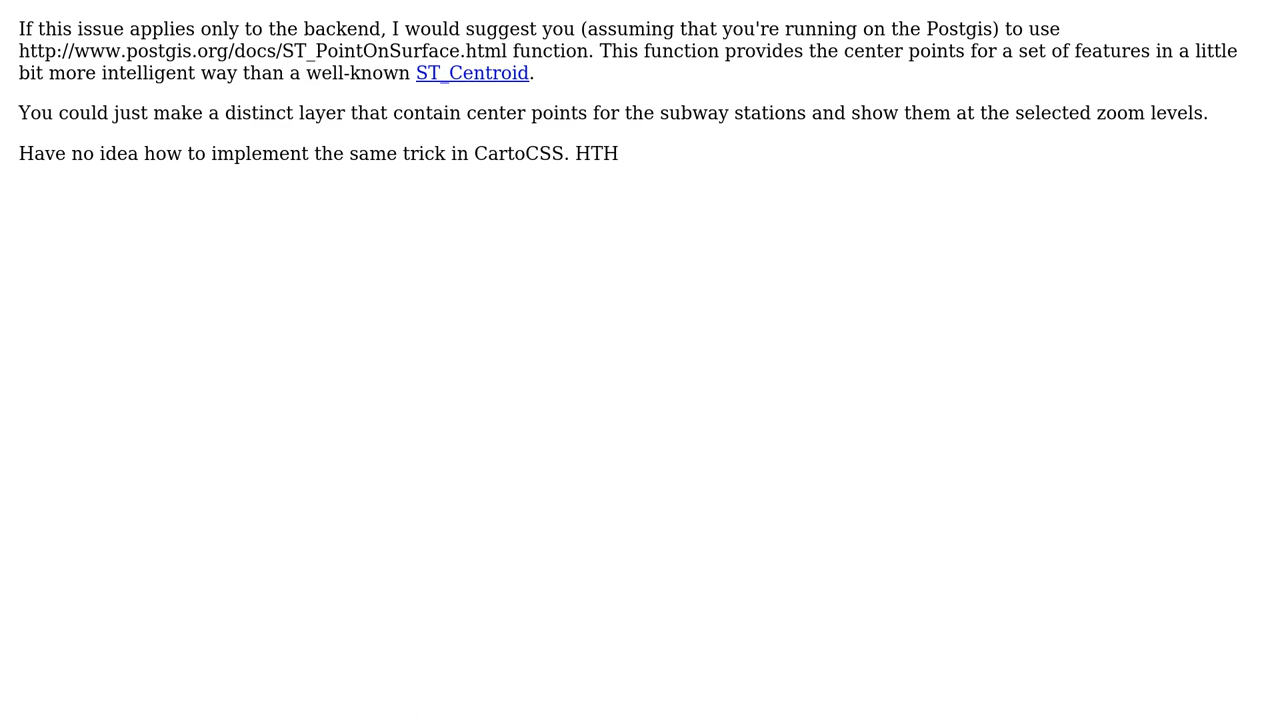 If this issue applies only to the backend, I would suggest you (assuming that you're running on the Postgis) to use
http://www.postgis.org/docs/ST_PointOnSurface.html function. This function provides the center points for a set of features in a little
bit more intelligent way than a well-known ST_Centroid.
You could just make a distinct layer that contain center points for the subway stations and show them at the selected zoom levels.
Have no idea how to implement the same trick in CartoCSS. HTH